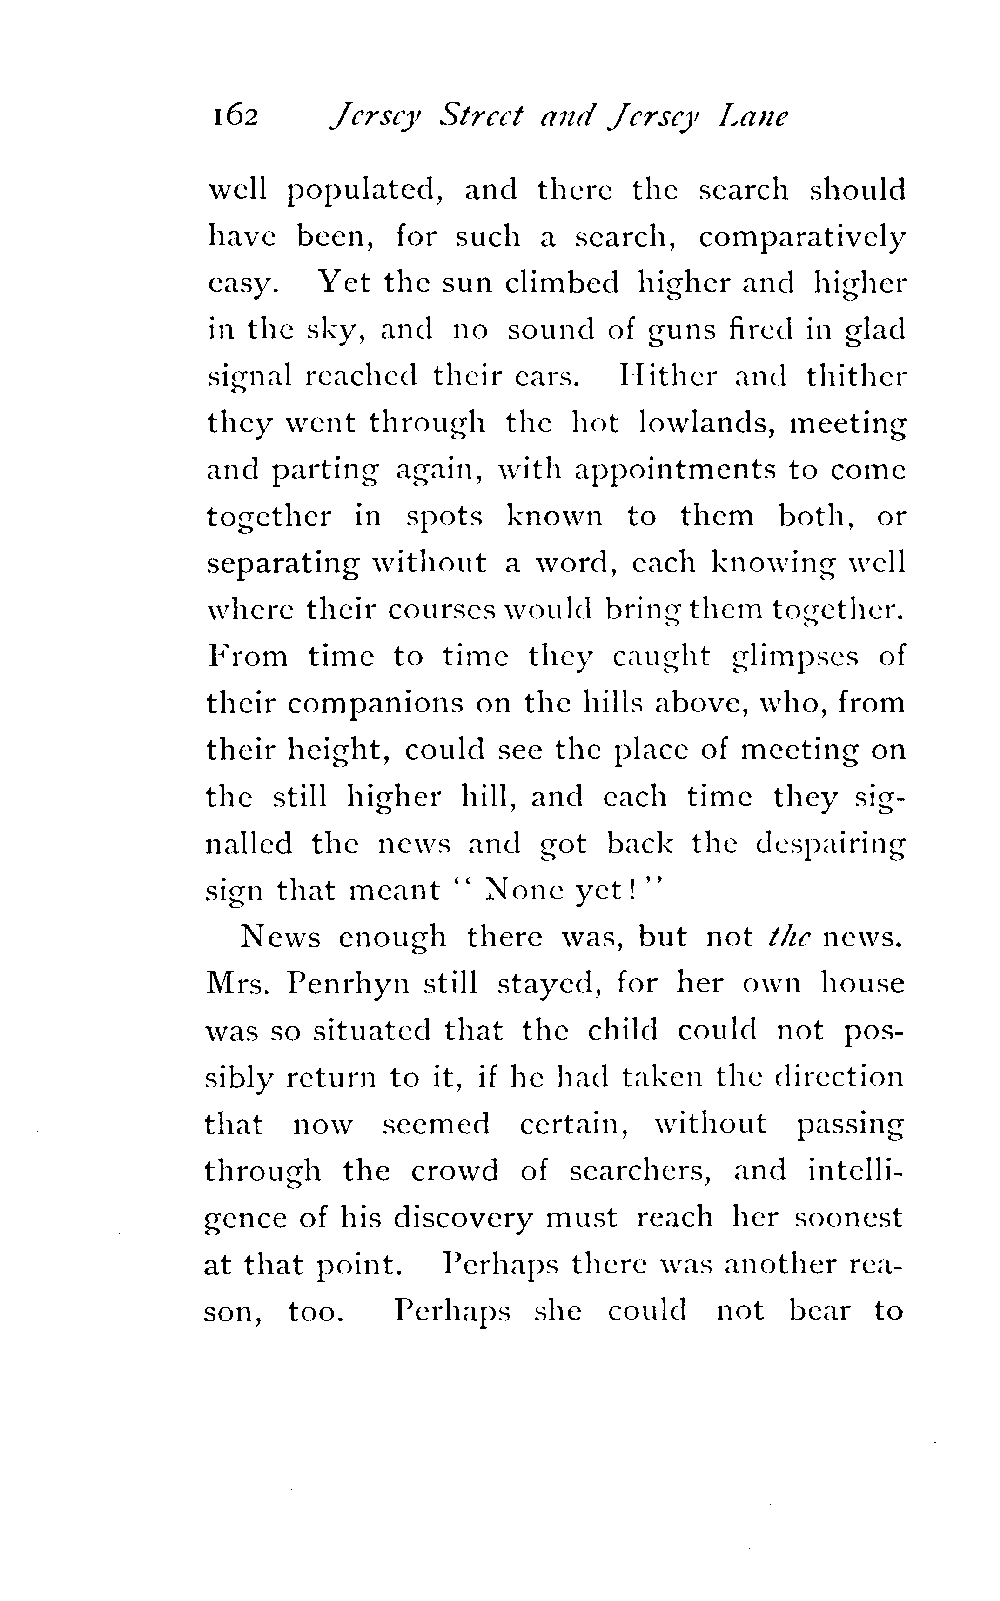 162 Jersey Street and Jersey Lane
well populated, and there the search should
have been, for such a search, comparatively
easy. Yet the sun climbed higher and higher
in the sky, and no sound of guns fired in glad
signal reached their ears. Hither and thither
they went through the hot lowlands, meeting
and parting again, with appointments to come
together in spots known to them both, or
separating without a word, each knowing well
where their courses would bring them together.
From time to time they caught glimpses of
their companions on the hills above, who, from
their height, could see the place of meeting on
the still higher hill, and each time they sig-
nalled the news and got back the despairing
sign that meant “ None yet! ”
News enough there was, but not the news.
Mrs. Penrhyn still stayed, for her own house
was so situated that the child could not pos-
sibly return to it, if he had taken the direction
that now seemed certain, without passing
through the crowd of searchers, and intelli-
gence of his discovery must reach her soonest
at that point. Perhaps there was another rea-
son, too. Perhaps she could not bear to